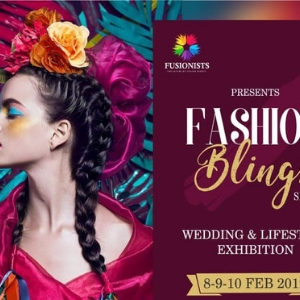 FUSIONISTS
PRESENTS
FASHIO
Bling
S
WEDDING & LIFEST
EXHIBITION
8-9-10 FEB 201